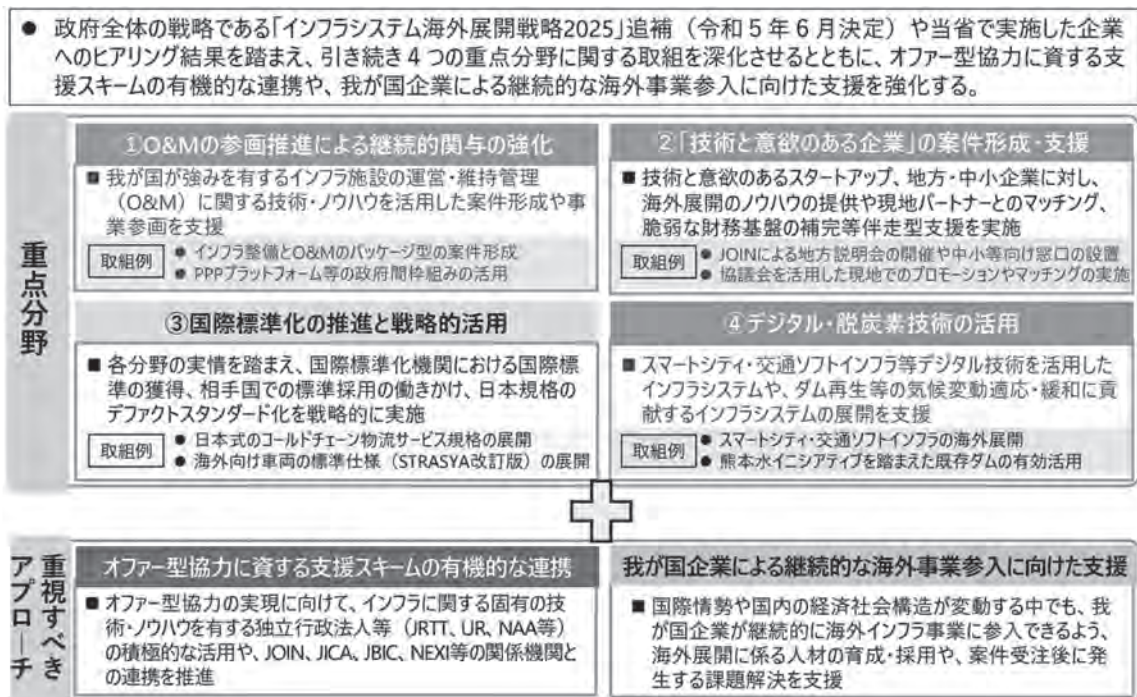 ● 政府全体の戦略である「インフラシステム海外展開戦略2025」追補（令和５年６月決定）や当省で実施した企業
へのヒアリング結果を踏まえ、引き続き４つの重点分野に関する取組を深化させるとともに、オファー型協力に資する支
援スキームの有機的な連携や、我が国企業による継続的な海外事業参入に向けた支援を強化する。
重点分野
①O&Mの参画推進による継続的関与の強化
■ 我が国が強みを有するインフラ施設の運営・維持管理
（O&M）に関する技術・ノウハウを活用した案件形成や事
業参画を支援
取組例
● インフラ整備とO&Mのパッケージ型の案件形成
● PPPプラットフォーム等の政府間枠組みの活用
②「技術と意欲のある企業」の案件形成・支援
■ 技術と意欲のあるスタートアップ、地方・中小企業に対し、
海外展開のノウハウの提供や現地パートナーとのマッチング、
脆弱な財務基盤の補完等伴走型支援を実施
取組例
● JOINによる地方説明会の開催や中小等向け窓口の設置
● 協議会を活用した現地でのプロモーションやマッチングの実施
③国際標準化の推進と戦略的活用
■ 各分野の実情を踏まえ、国際標準化機関における国際標
準の獲得、相手国での標準採用の働きかけ、日本規格の
デファクトスタンダード化を戦略的に実施
取組例
● 日本式のコールドチェーン物流サービス規格の展開
● 海外向け車両の標準仕様（STRASYA改訂版）の展開
④デジタル・脱炭素技術の活用
■ スマートシティ・交通ソフトインフラ等デジタル技術を活用した
インフラシステムや、ダム再生等の気候変動適応・緩和に貢
献するインフラシステムの展開を支援
取組例
● スマートシティ・交通ソフトインフラの海外展開
● 熊本水イニシアティブを踏まえた既存ダムの有効活用
重視すべき
アプローチ
オファー型協力に資する支援スキームの有機的な連携
■ オファー型協力の実現に向けて、インフラに関する固有の技
術・ノウハウを有する独立行政法人等（JRTT、UR、NAA等）
の積極的な活用や、JOIN、JICA、JBIC、NEXI等の関係機関と
の連携を推進
我が国企業による継続的な海外事業参入に向けた支援
■ 国際情勢や国内の経済社会構造が変動する中でも、我
が国企業が継続的に海外インフラ事業に参入できるよう、
海外展開に係る人材の育成・採用や、案件受注後に発
生する課題解決を支援